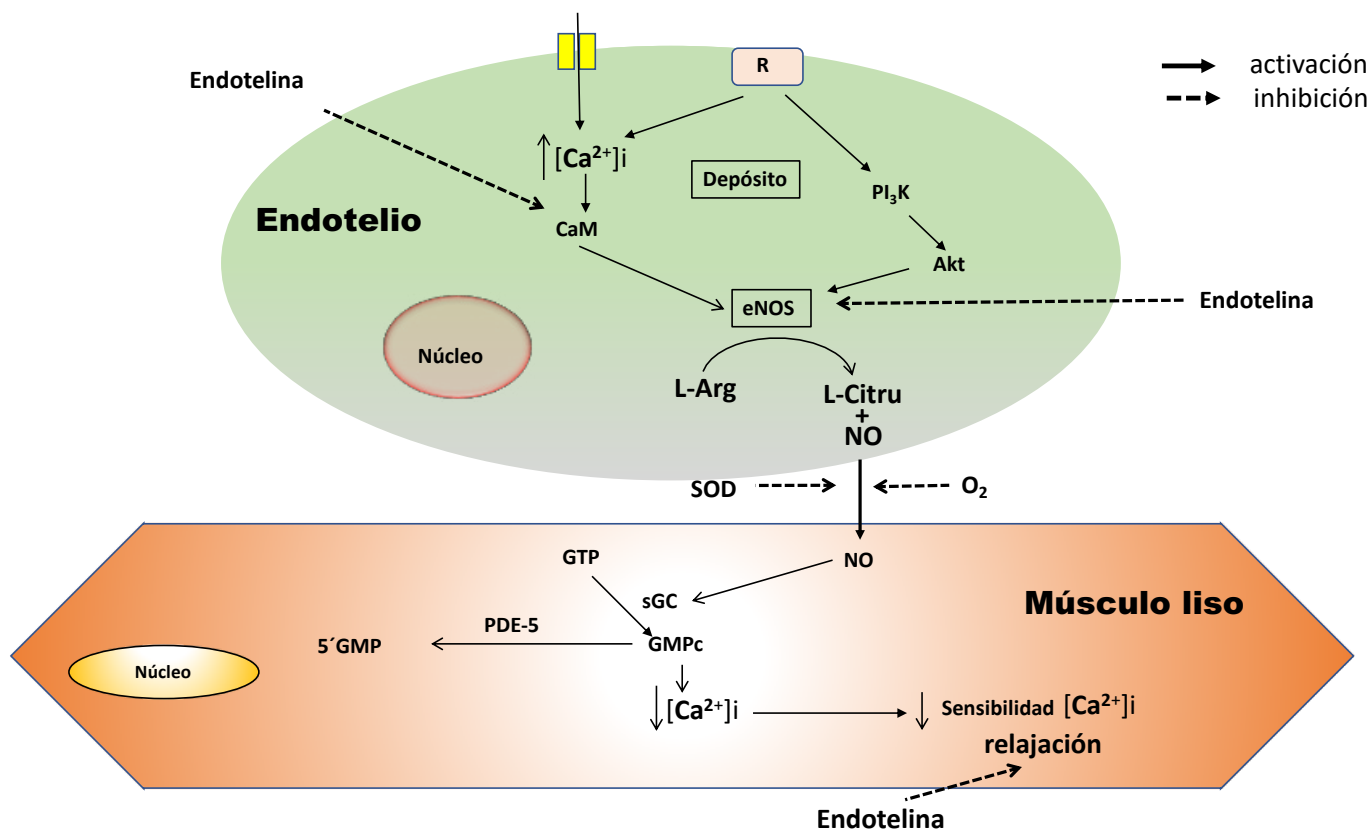 R
activación
Endotelina
inhibición
[Ca²⁺]i
Depósito
PI₃K
Endotelio
CaM
Akt
eNOS
Endotelina
Núcleo
L-Arg
L-Citru
+
NO
SOD
O₂
GTP
NO
sGC
Músculo liso
PDE-5
5´GMP
GMPc
Núcleo
[Ca²⁺]i
Sensibilidad [Ca²⁺]i
relajación
Endotelina